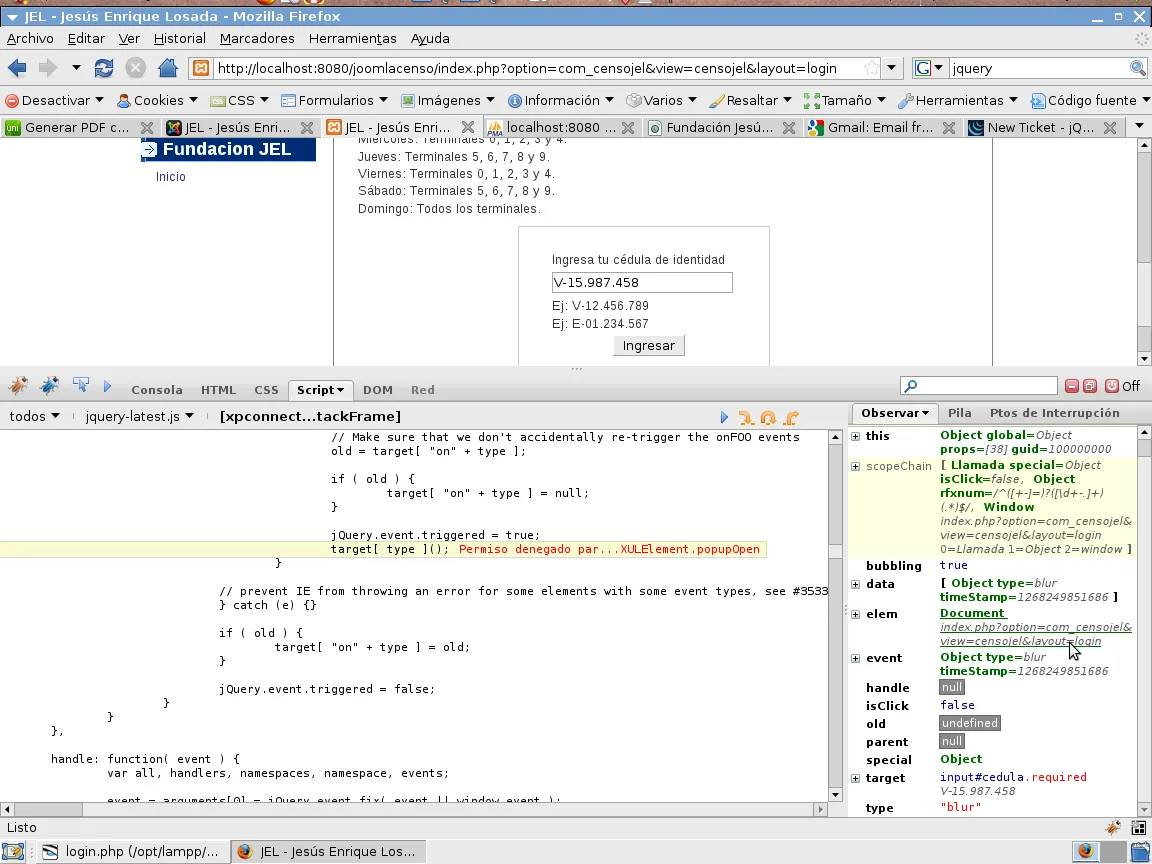 JEL - Jesús Enrique Losada - Mozilla Firefox
Archivo Editar Ver Historial Marcadores Herramientas Ayuda
http://localhost:8080/joomlacenso/index.php?option=com_censojel&view=censojel&layout=login
jquery
Desactivar Cookies CSS Formularios Imágenes Información Varios Resaltar Tamaño Herramientas Código fuente
Generar PDF c... JEL - Jesús Enri... JEL - Jesús Enri... localhost:8080 ... Fundación Jesú... Gmail: Email fr... New Ticket - jQ...
Fundacion JEL
Inicio
Miércoles: Terminales 0, 1, 2, 3 y 4.
Jueves: Terminales 5, 6, 7, 8 y 9.
Viernes: Terminales 0, 1, 2, 3 y 4.
Sábado: Terminales 5, 6, 7, 8 y 9.
Domingo: Todos los terminales.
Ingresa tu cédula de identidad
V-15.987.458
Ej: V-12.456.789
Ej: E-01.234.567
Ingresar
Consola HTML CSS Script DOM Red
Off
todos jquery-latest.js [xpconnect...tackFrame]
Observar Pila Ptos de Interrupción
// Make sure that we don't accidentally re-trigger the onFOO events
old = target[ "on" + type ];
if ( old ) {
target[ "on" + type ] = null;
}
jQuery.event.triggered = true;
target[ type ](); Permiso denegado par...XULElement.popupOpen
}
// prevent IE from throwing an error for some elements with some event types, see #3533
} catch (e) {}
if ( old ) {
target[ "on" + type ] = old;
}
jQuery.event.triggered = false;
}
}
},
handle: function( event ) {
var all, handlers, namespaces, namespace, events;
event = arguments[0] = jQuery.event.fix( event || window.event );
this Object global=Object
props=[38] guid=100000000
scopeChain [ Llamada special=Object
isClick=false, Object
rfxnum=/^([+-]=)?([\d+-.]+)
(.*)$/, Window
index.php?option=com_censojel&
view=censojel&layout=login
0=Llamada 1=Object 2=window ]
bubbling true
data [ Object type=blur
timeStamp=1268249851686 ]
elem Document
index.php?option=com_censojel&
view=censojel&layout=login
event Object type=blur
timeStamp=1268249851686
handle null
isClick false
old undefined
parent null
special Object
target input#cedula.required
V-15.987.458
type "blur"
Listo
login.php (/opt/lampp/... JEL - Jesús Enrique Los...